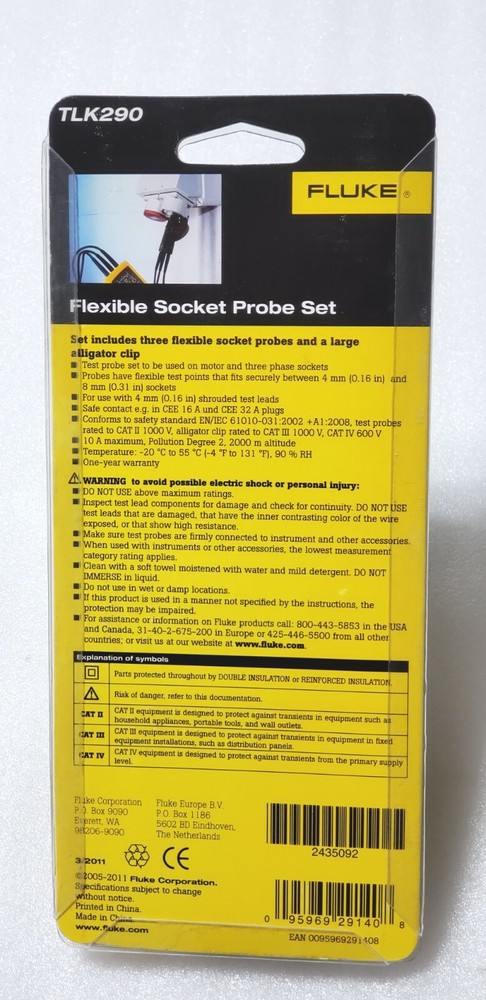 TLK290
FLUKE®
Flexible Socket Probe Set
Set includes three flexible socket probes and a large
alligator clip
Test probe set to be used on motor and three phase sockets
Probes have flexible test points that fits securely between 4 mm (0.16 in) and
8 mm (0.31 in) sockets
For use with 4 mm (0.16 in) shrouded test leads
Safe contact e.g. in CEE 16 A und CEE 32 A plugs
Conforms to safety standard EN/IEC 61010-031:2002 +A1:2008, test probes
rated to CAT II 1000 V, alligator clip rated to CAT III 1000 V, CAT IV 600 V
10 A maximum, Pollution Degree 2, 2000 m altitude
Temperature: -20 °C to 55 °C (-4 °F to 131 °F), 90 % RH
One-year warranty
WARNING to avoid possible electric shock or personal injury:
DO NOT USE above maximum ratings.
Inspect test lead components for damage and check for continuity. DO NOT USE
test leads that are damaged, that have the inner contrasting color of the wire
exposed, or that show high resistance.
Make sure test probes are firmly connected to instrument and other accessories.
When used with instruments or other accessories, the lowest measurement
category rating applies.
Clean with a soft towel moistened with water and mild detergent. DO NOT
IMMERSE in liquid.
Do not use in wet or damp locations.
If this product is used in a manner not specified by the instructions, the
protection may be impaired.
For assistance or information on Fluke products call: 800-443-5853 in the USA
and Canada, 31-40-2-675-200 in Europe or 425-446-5500 from all other
countries; or visit us at our website at www.fluke.com.
Explanation of symbols
Parts protected throughout by DOUBLE INSULATION or REINFORCED INSULATION.
Risk of danger, refer to this documentation.
CAT II CAT II equipment is designed to protect against transients in equipment such as
household appliances, portable tools, and wall outlets.
CAT III CAT III equipment is designed to protect against transients in equipment in fixed
equipment installations, such as distribution panels.
CAT IV CAT IV equipment is designed to protect against transients from the primary supply
level.
Fluke Corporation
P.O. Box 9090
Everett, WA
98206-9090
Fluke Europe B.V.
P.O. Box 1186
5602 BD Eindhoven,
The Netherlands
2435092
3/2011
CE
©2005-2011 Fluke Corporation.
Specifications subject to change
without notice.
Printed in China.
Made in China.
www.fluke.com
0 95969 29140 8
EAN 0095969291408